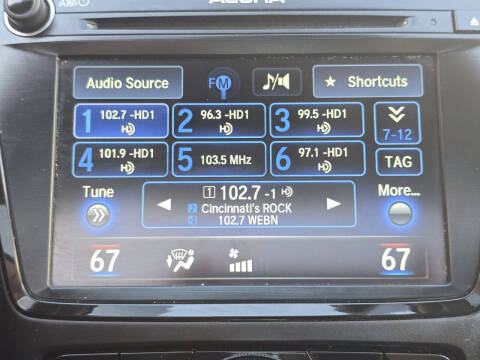 ACURA
Audio Source
FM
Shortcuts
1 102.7 -HD1
2 96.3 -HD1
3 99.5 -HD1
7-12
4 101.9 -HD1
5 103.5 MHz
6 97.1 -HD1
TAG
Tune
1 102.7 -1
More...
2 Cincinnati's ROCK
102.7 WEBN
67
67